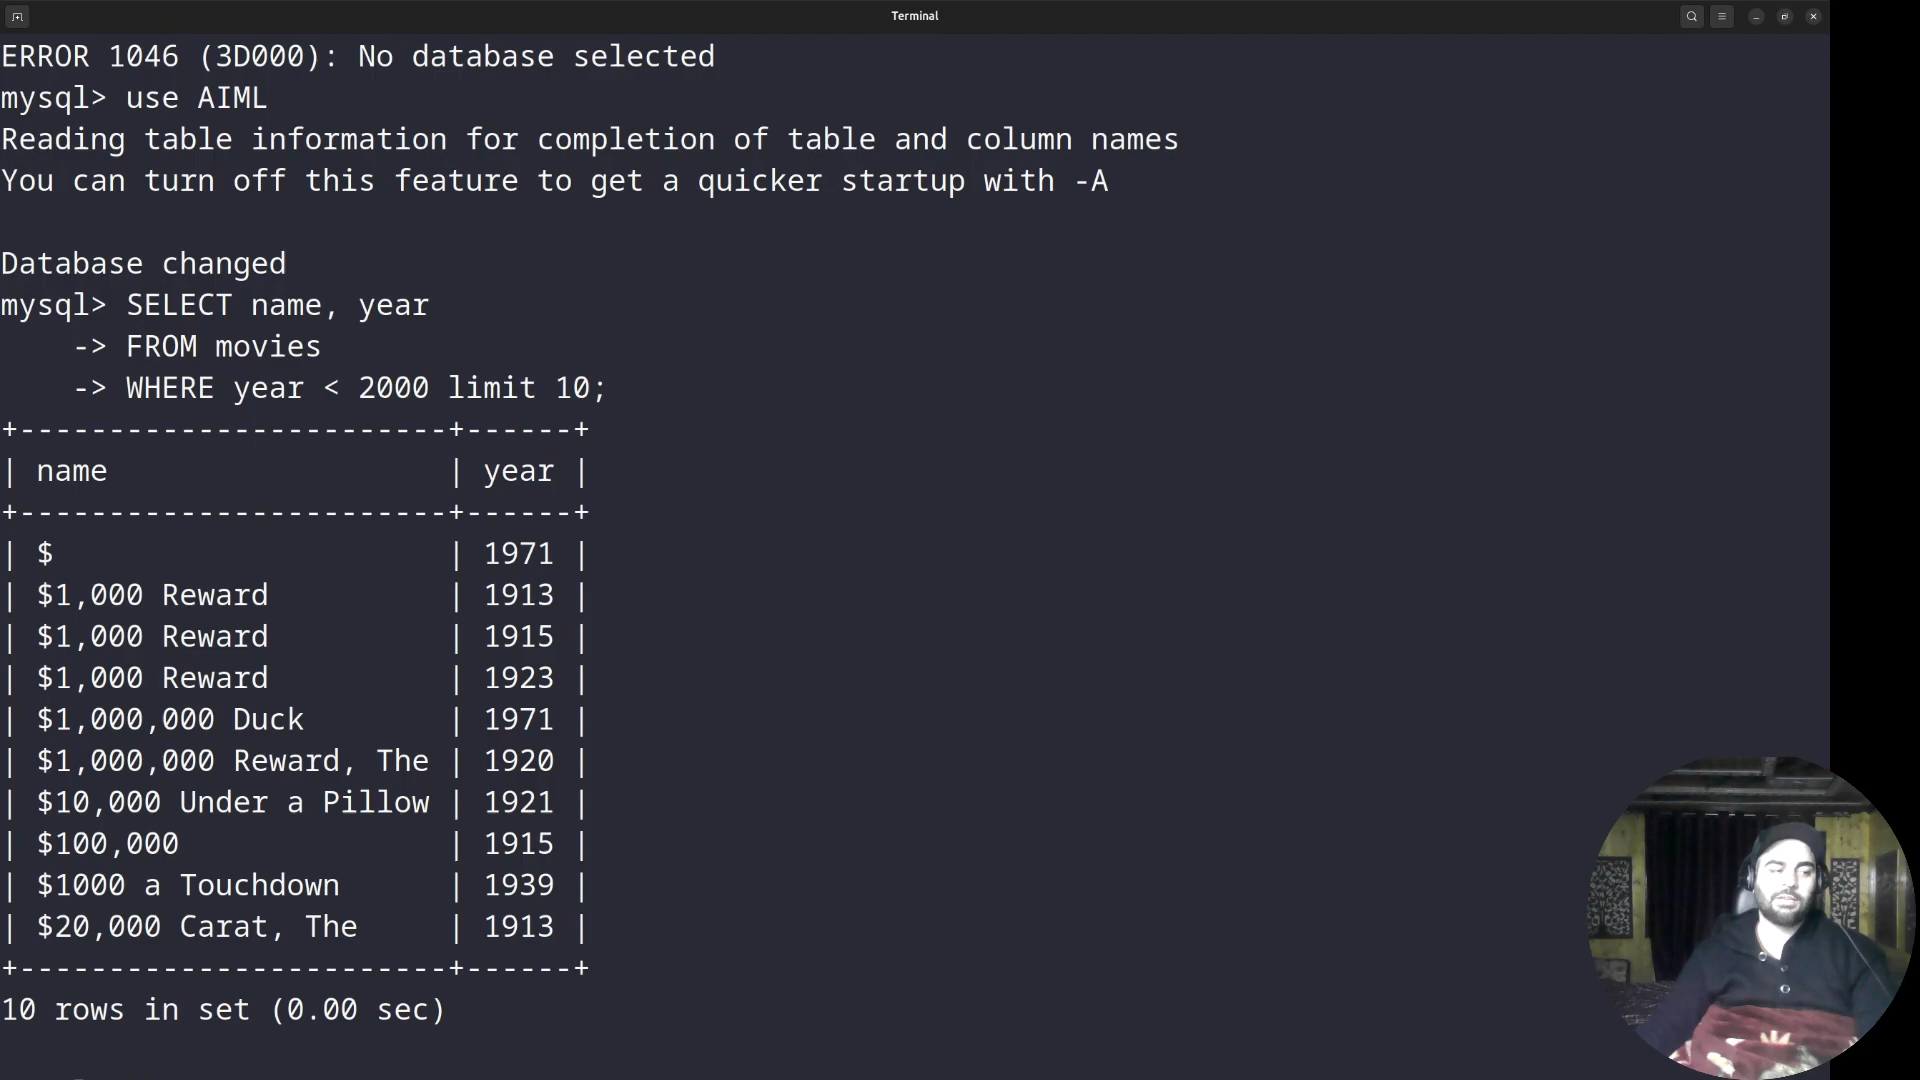 Terminal
ERROR 1046 (3D000): No database selected
mysql> use AIML
Reading table information for completion of table and column names
You can turn off this feature to get a quicker startup with -A
Database changed
mysql> SELECT name, year
    -> FROM movies
    -> WHERE year < 2000 limit 10;
+------------------------+------+
| name                   | year |
+------------------------+------+
| $                      | 1971 |
| $1,000 Reward          | 1913 |
| $1,000 Reward          | 1915 |
| $1,000 Reward          | 1923 |
| $1,000,000 Duck        | 1971 |
| $1,000,000 Reward, The | 1920 |
| $10,000 Under a Pillow | 1921 |
| $100,000               | 1915 |
| $1000 a Touchdown      | 1939 |
| $20,000 Carat, The     | 1913 |
+------------------------+------+
10 rows in set (0.00 sec)